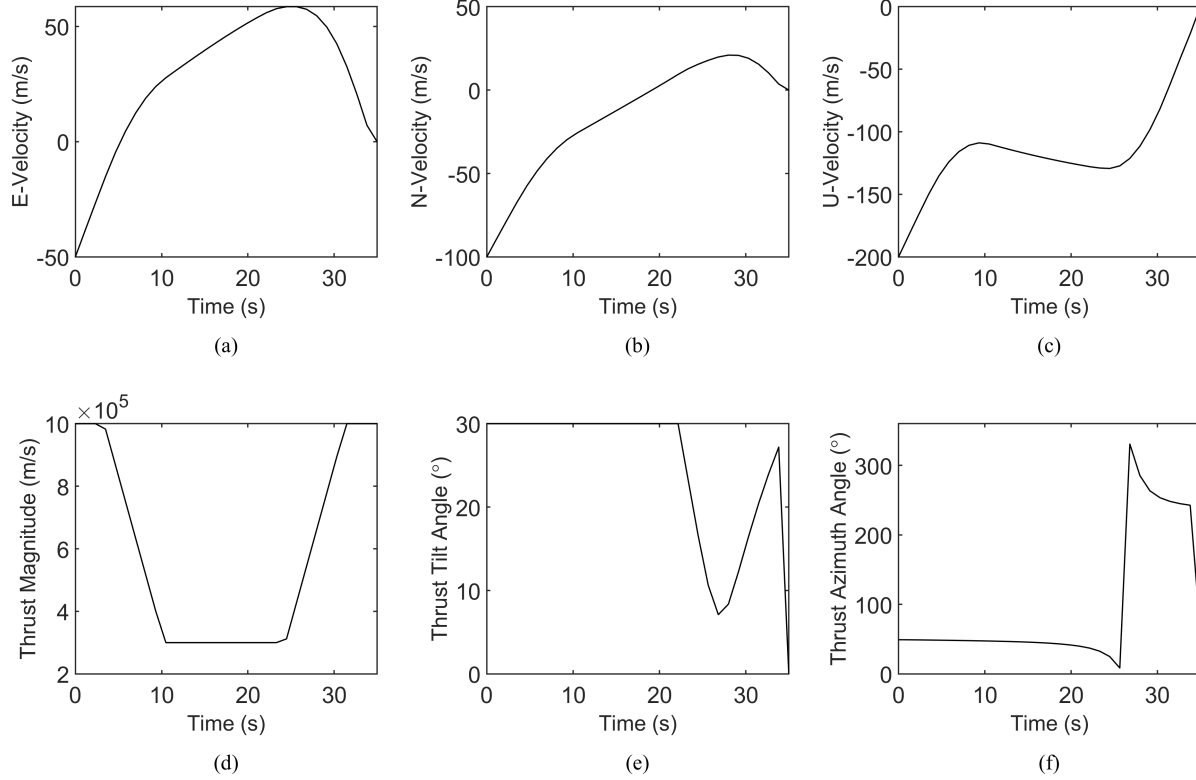 50
0
-50
E-Velocity (m/s)
0 10 20 30
Time (s)
(a)
50
0
-50
-100
N-Velocity (m/s)
0 10 20 30
Time (s)
(b)
0
-50
-100
-150
-200
U-Velocity (m/s)
0 10 20 30
Time (s)
(c)
×10⁵
10
8
6
4
2
Thrust Magnitude (m/s)
0 10 20 30
Time (s)
(d)
30
20
10
0
Thrust Tilt Angle (°)
0 10 20 30
Time (s)
(e)
300
200
100
0
Thrust Azimuth Angle (°)
0 10 20 30
Time (s)
(f)